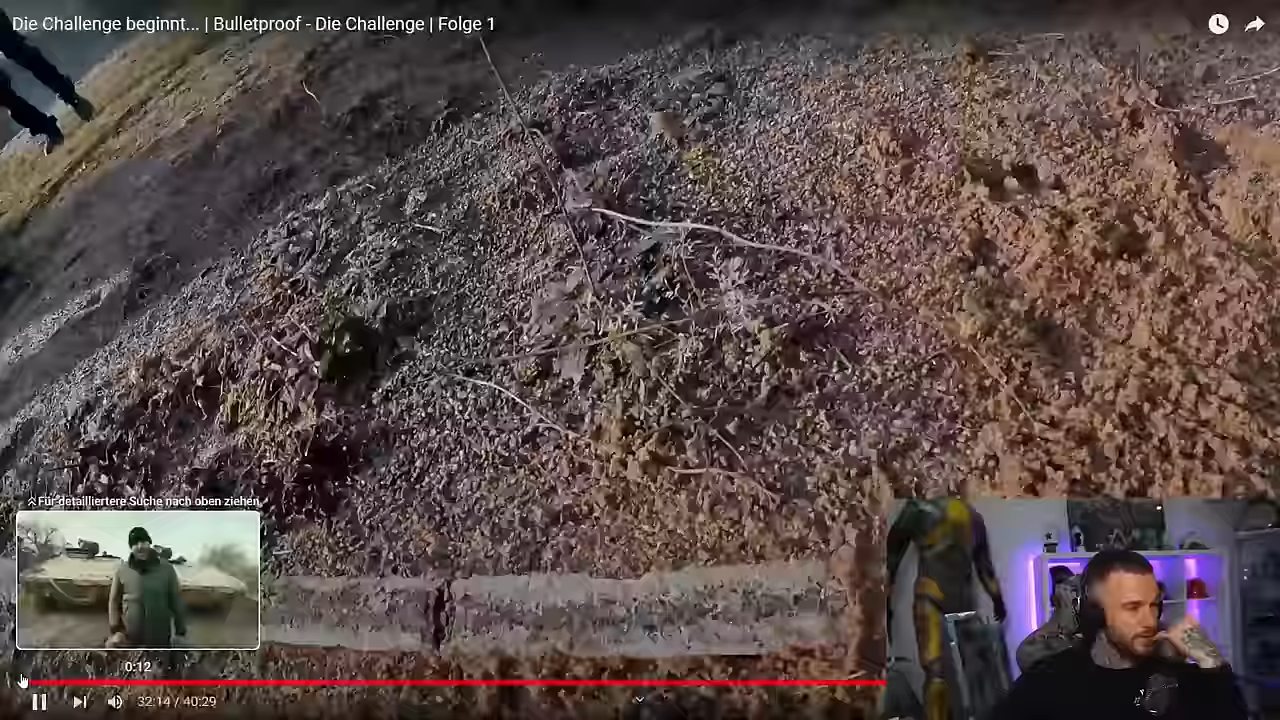 Die Challenge beginnt... | Bulletproof - Die Challenge | Folge 1
Für detailliertere Suche nach oben ziehen
0:12
32:14 / 40:29